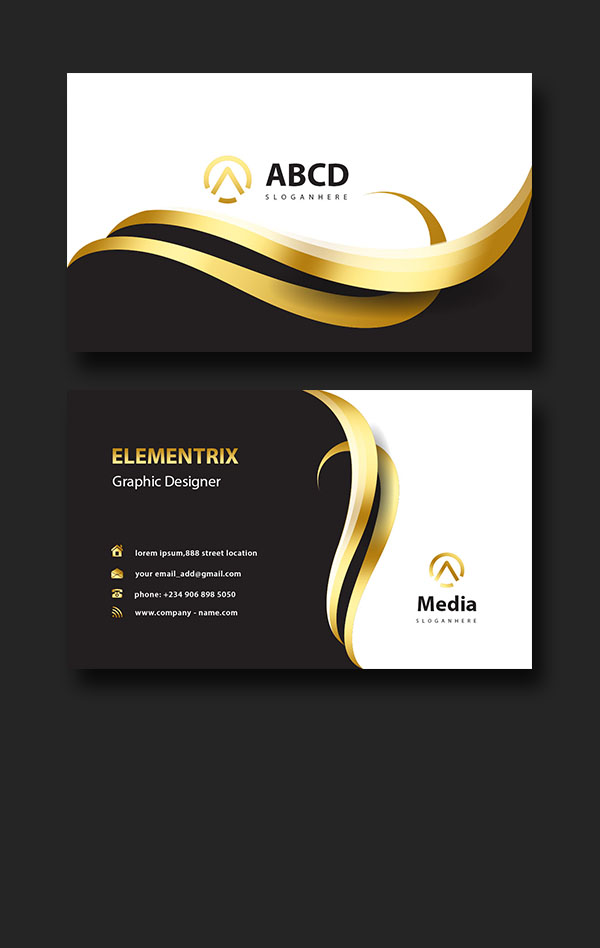 ABCD
SLOGANHERE
ELEMENTRIX
Graphic Designer
lorem ipsum,888 street location
your email_add@gmail.com
phone: +234 906 898 5050
www.company - name.com
Media
SLOGANHERE